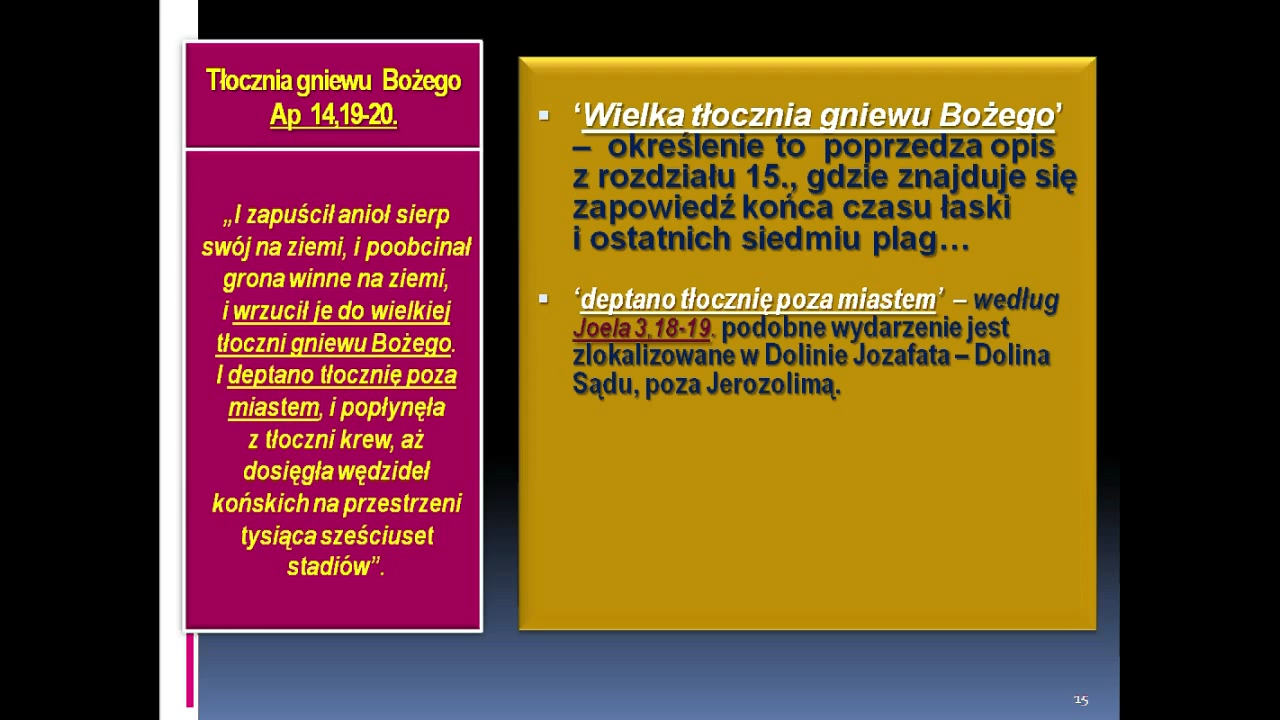 Tłocznia gniewu Bożego
Ap 14,19-20.
„I zapuścił anioł sierp
swój na ziemi, i poobcinał
grona winne na ziemi,
i wrzucił je do wielkiej
tłoczni gniewu Bożego.
I deptano tłocznię poza
miastem, i popłynęła
z tłoczni krew, aż
dosięgła wędzideł
końskich na przestrzeni
tysiąca sześciuset
stadiów”.
‘Wielka tłocznia gniewu Bożego’
– określenie to poprzedza opis
z rozdziału 15., gdzie znajduje się
zapowiedź końca czasu łaski
i ostatnich siedmiu plag…
‘deptano tłocznię poza miastem’ – według
Joela 3,18-19. podobne wydarzenie jest
zlokalizowane w Dolinie Jozafata – Dolina
Sądu, poza Jerozolimą.
15